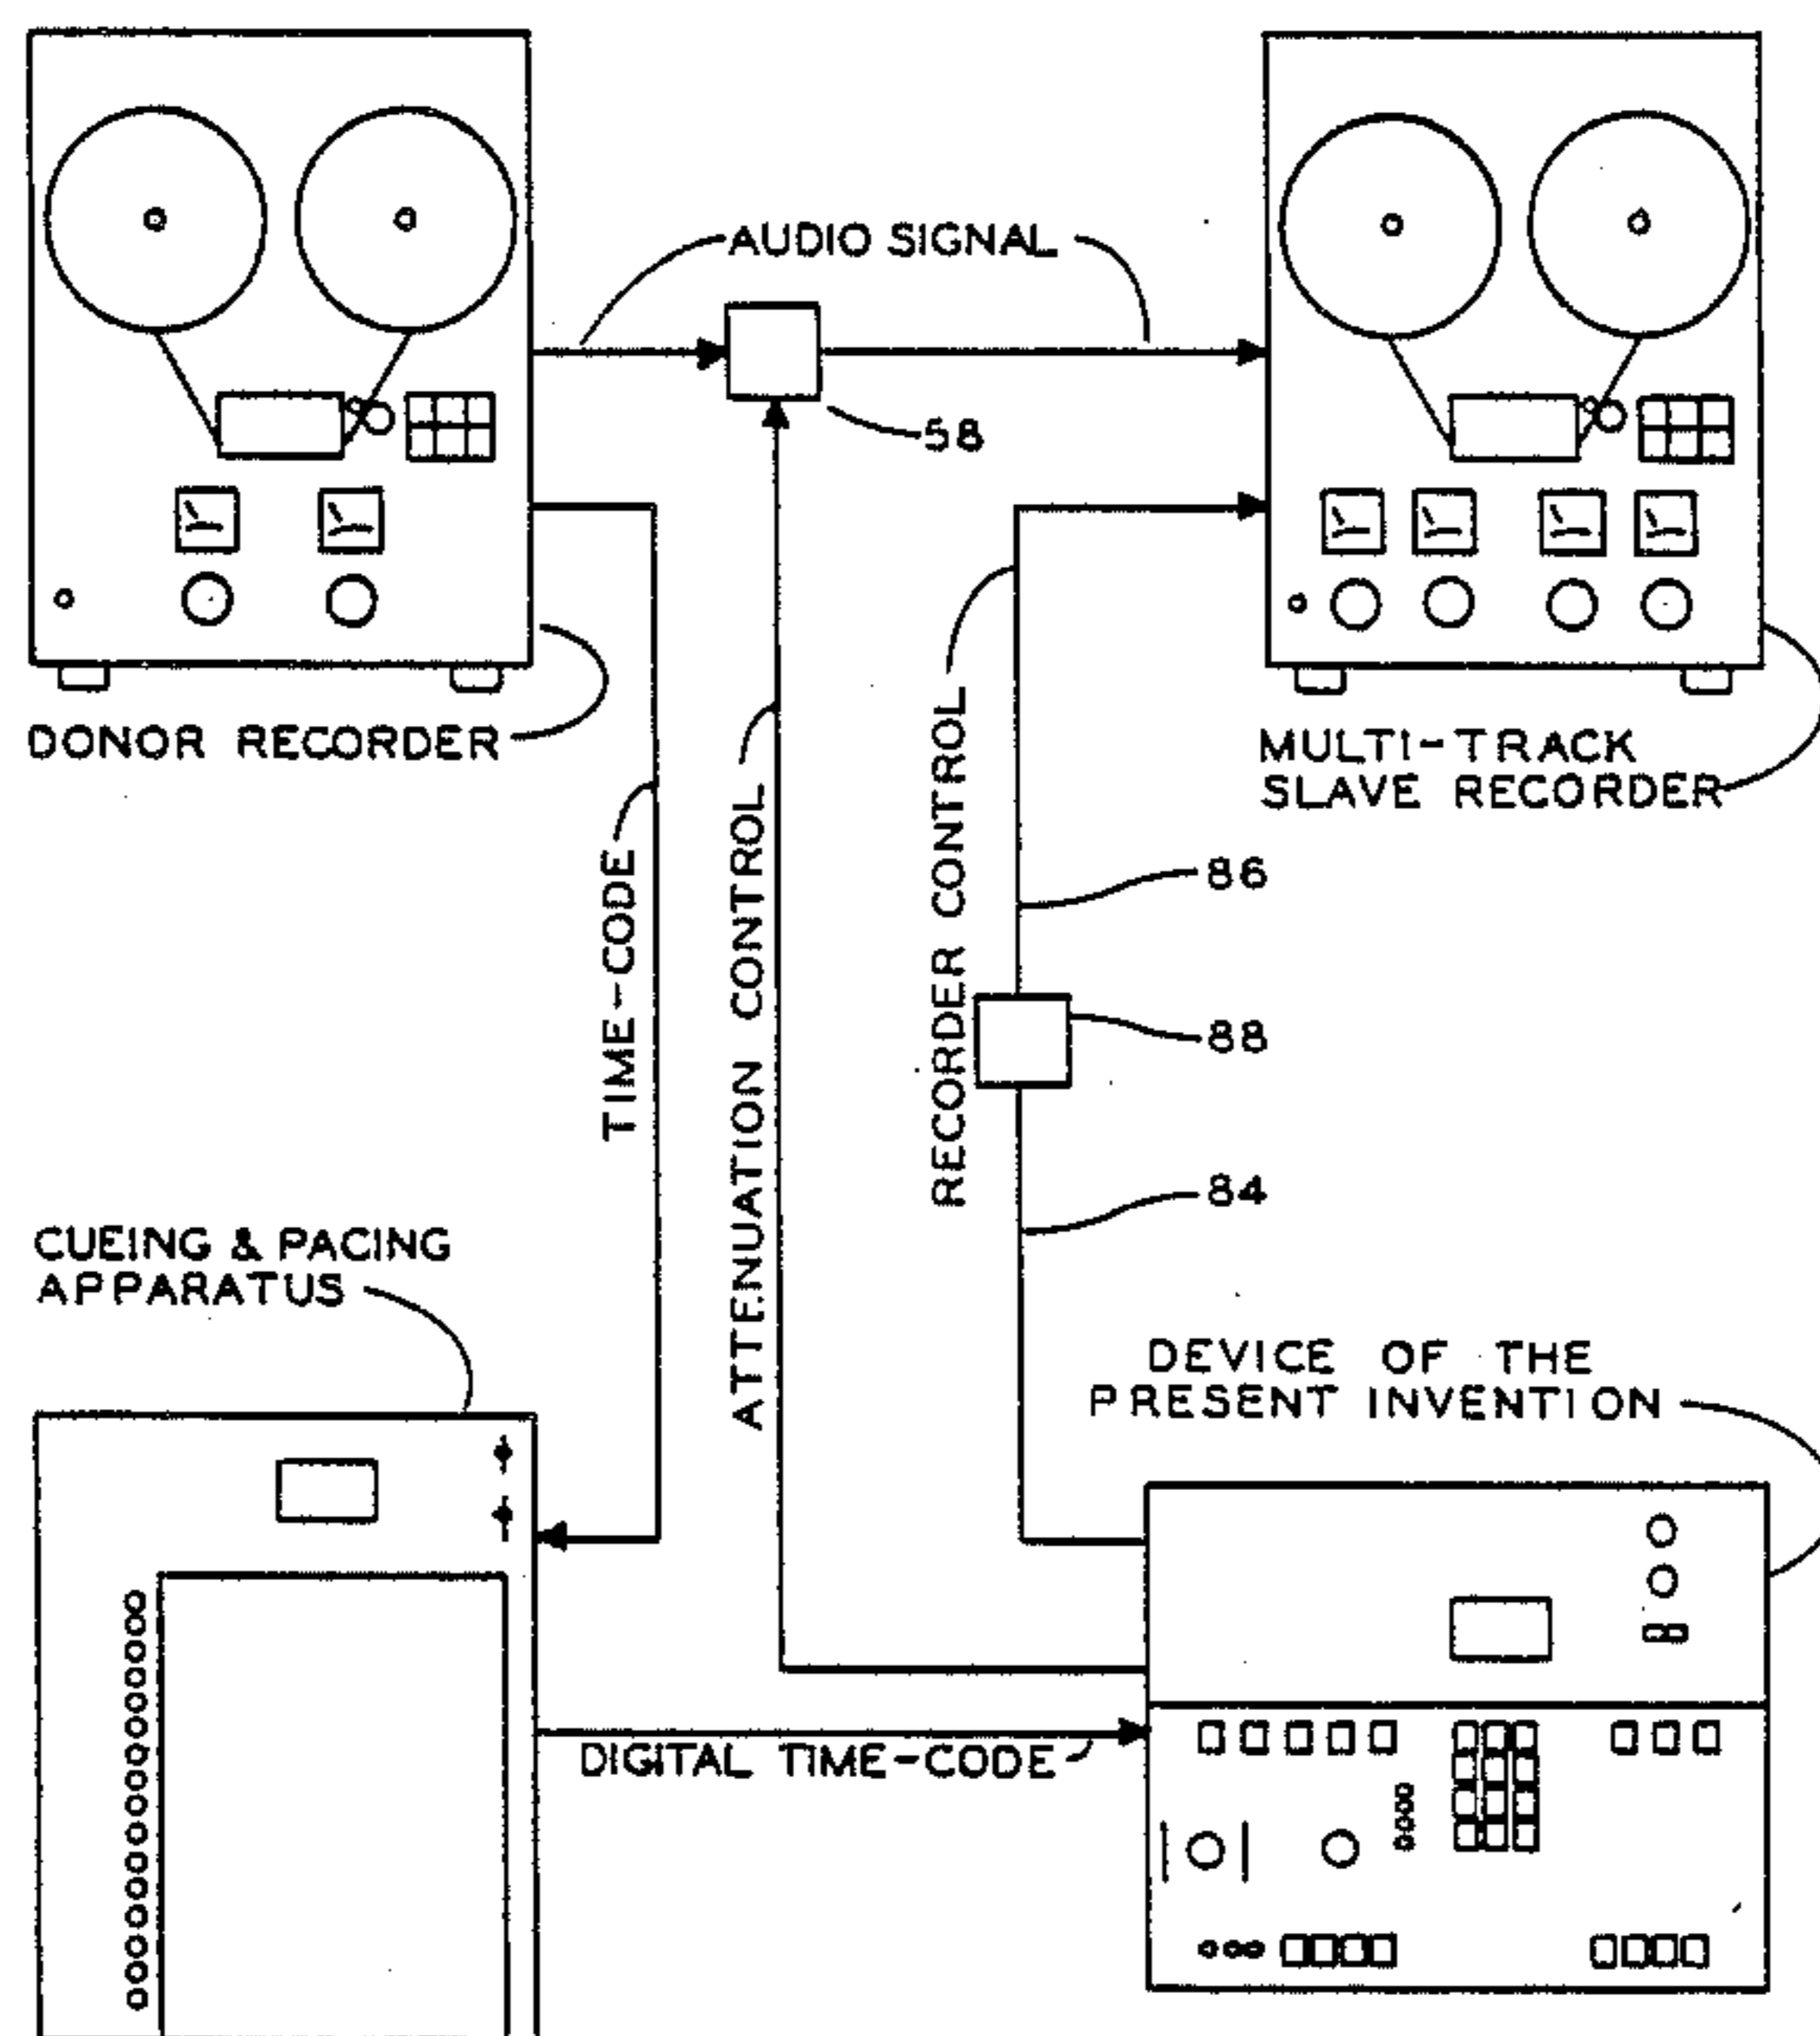 AUDIO SIGNAL
58
DONOR RECORDER
MULTI-TRACK
SLAVE RECORDER
TIME-CODE
ATTENUATION CONTROL
RECORDER CONTROL
86
88
84
CUEING & PACING
APPARATUS
DEVICE OF THE
PRESENT INVENTION
DIGITAL TIME-CODE